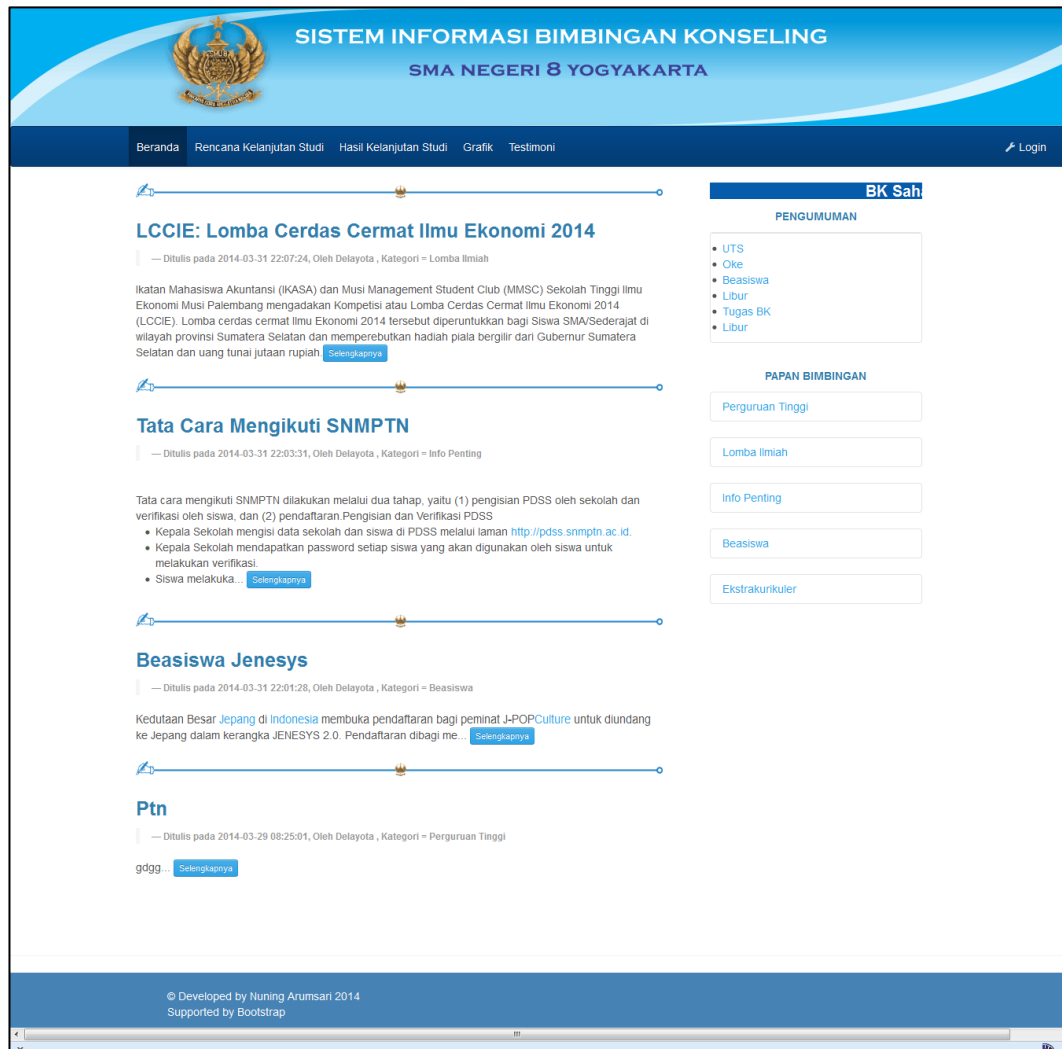 SISTEM INFORMASI BIMBINGAN KONSELING
SMA NEGERI 8 YOGYAKARTA
Beranda Rencana Kelanjutan Studi Hasil Kelanjutan Studi Grafik Testimoni Login
LCCIE: Lomba Cerdas Cermat Ilmu Ekonomi 2014
— Ditulis pada 2014-03-31 22:07:24, Oleh Delayota , Kategori = Lomba Ilmiah
Ikatan Mahasiswa Akuntansi (IKASA) dan Musi Management Student Club (MMSC) Sekolah Tinggi Ilmu
Ekonomi Musi Palembang mengadakan Kompetisi atau Lomba Cerdas Cermat Ilmu Ekonomi 2014
(LCCIE). Lomba cerdas cermat Ilmu Ekonomi 2014 tersebut diperuntukkan bagi Siswa SMA/Sederajat di
wilayah provinsi Sumatera Selatan dan memperebutkan hadiah piala bergilir dari Gubernur Sumatera
Selatan dan uang tunai jutaan rupiah. Selengkapnya
Tata Cara Mengikuti SNMPTN
— Ditulis pada 2014-03-31 22:03:31, Oleh Delayota , Kategori = Info Penting
Tata cara mengikuti SNMPTN dilakukan melalui dua tahap, yaitu (1) pengisian PDSS oleh sekolah dan
verifikasi oleh siswa, dan (2) pendaftaran.Pengisian dan Verifikasi PDSS
• Kepala Sekolah mengisi data sekolah dan siswa di PDSS melalui laman http://pdss.snmptn.ac.id.
• Kepala Sekolah mendapatkan password setiap siswa yang akan digunakan oleh siswa untuk
melakukan verifikasi.
• Siswa melakuka... Selengkapnya
Beasiswa Jenesys
— Ditulis pada 2014-03-31 22:01:28, Oleh Delayota , Kategori = Beasiswa
Kedutaan Besar Jepang di Indonesia membuka pendaftaran bagi peminat J-POPCulture untuk diundang
ke Jepang dalam kerangka JENESYS 2.0. Pendaftaran dibagi me... Selengkapnya
Ptn
— Ditulis pada 2014-03-29 08:25:01, Oleh Delayota , Kategori = Perguruan Tinggi
gdgg... Selengkapnya
BK Saha
PENGUMUMAN
• UTS
• Oke
• Beasiswa
• Libur
• Tugas BK
• Libur
PAPAN BIMBINGAN
Perguruan Tinggi
Lomba Ilmiah
Info Penting
Beasiswa
Ekstrakurikuler
© Developed by Nuning Arumsari 2014
Supported by Bootstrap